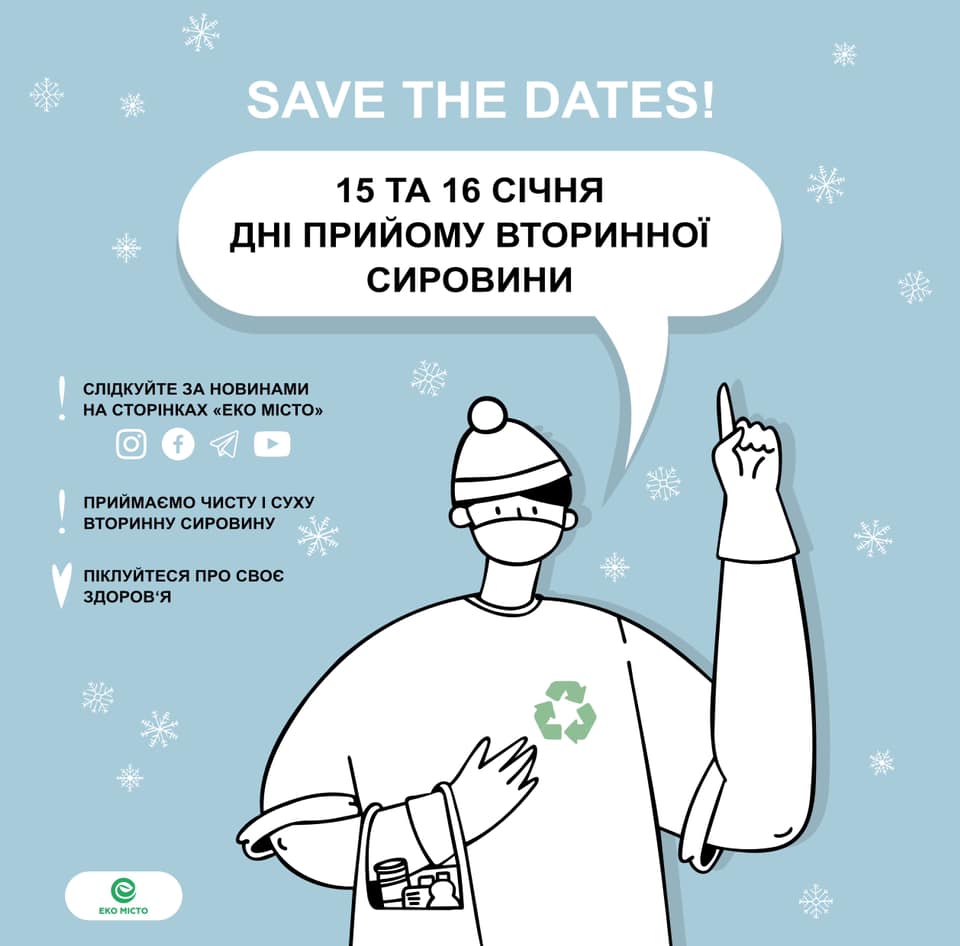 SAVE THE DATES!
15 ТА 16 СІЧНЯ
ДНІ ПРИЙОМУ ВТОРИННОЇ
СИРОВИНИ
СЛІДКУЙТЕ ЗА НОВИНАМИ
НА СТОРІНКАХ «ЕКО МІСТО»
ПРИЙМАЄМО ЧИСТУ І СУХУ
ВТОРИННУ СИРОВИНУ
ПІКЛУЙТЕСЯ ПРО СВОЄ
ЗДОРОВ‘Я
ЕКО МІСТО